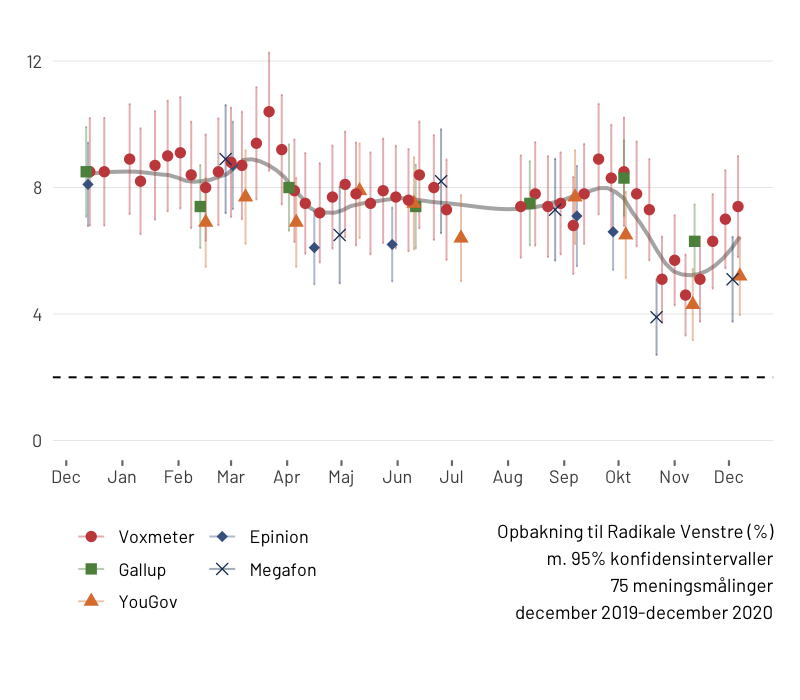 12
8
4
0
Dec Jan Feb Mar Apr Maj Jun Jul Aug Sep Okt Nov Dec
Voxmeter Epinion
Gallup Megafon
YouGov
Opbakning til Radikale Venstre (%)
m. 95% konfidensintervaller
75 meningsmålinger
december 2019-december 2020